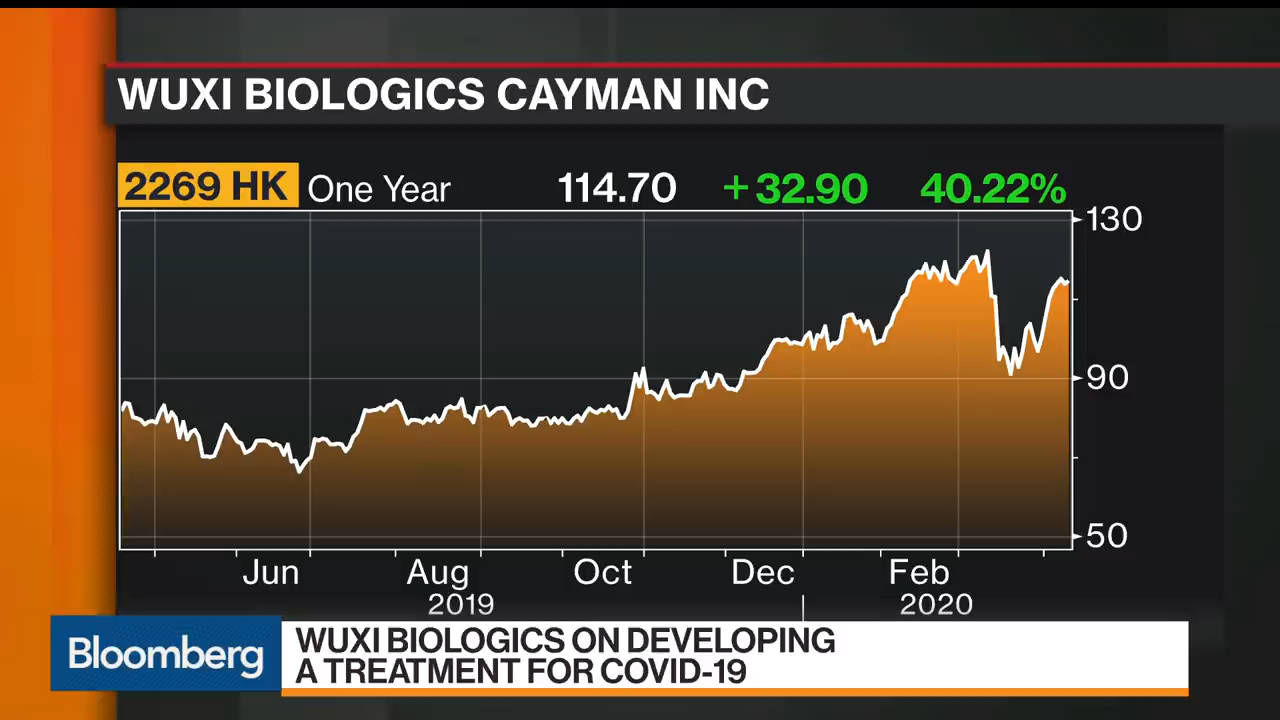 WUXI BIOLOGICS CAYMAN INC
2269 HK One Year 114.70 +32.90 40.22%
130
90
50
Jun Aug Oct Dec Feb
2019 2020
Bloomberg
WUXI BIOLOGICS ON DEVELOPING
A TREATMENT FOR COVID-19